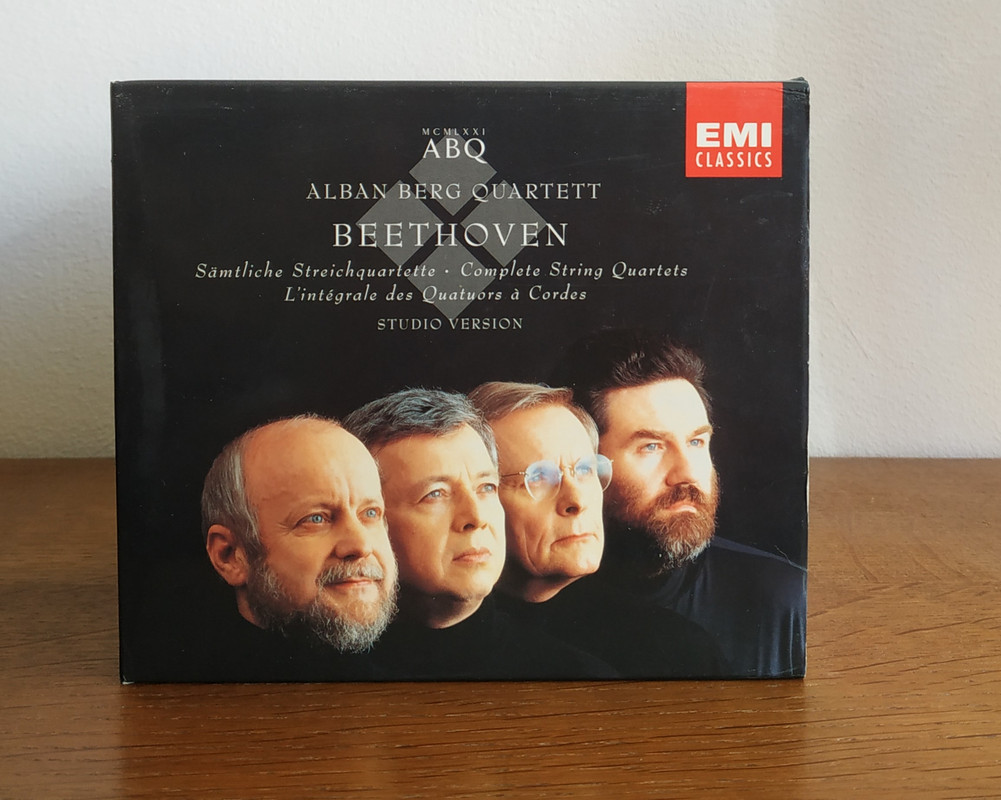 MCMLXXI
ABQ
EMI
CLASSICS
ALBAN BERG QUARTETT
BEETHOVEN
Sämtliche Streichquartette · Complete String Quartets
L'intégrale des Quatuors à Cordes
STUDIO VERSION